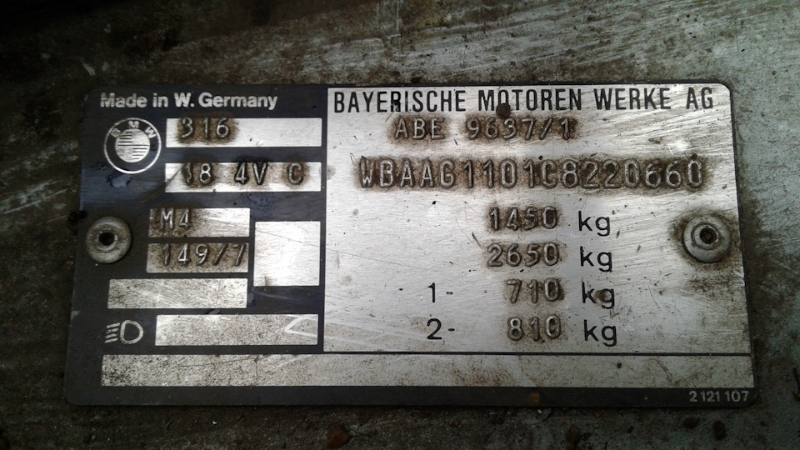 Made in W. Germany
BMW
316
18 4V C
M4
149/7
BAYERISCHE MOTOREN WERKE AG
ABE 9637/1
WBAAG1101C8220660
1450 kg
2650 kg
1- 710 kg
2- 810 kg
2 121 107